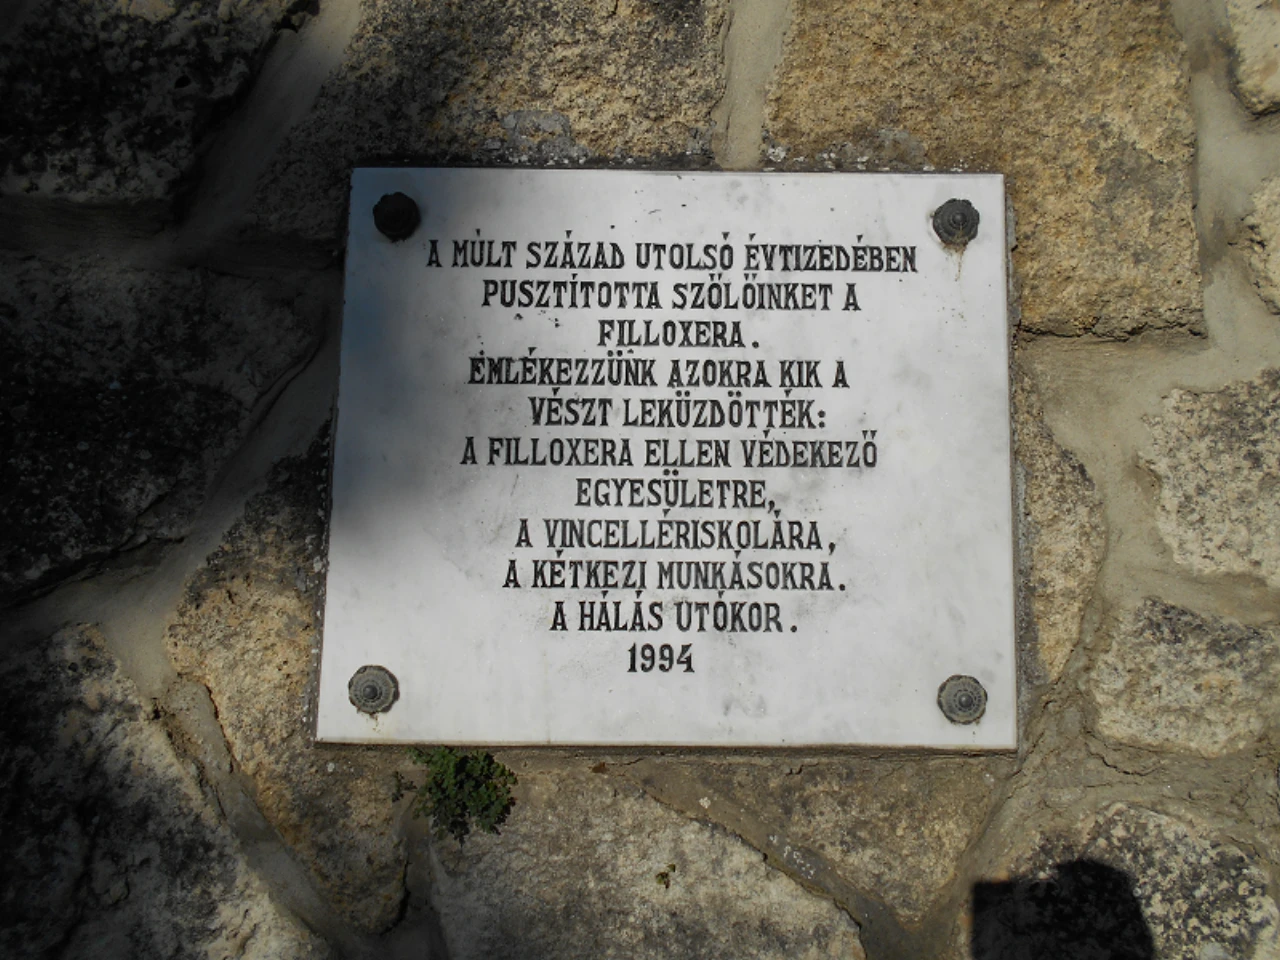 A MÚLT SZÁZAD UTOLSÓ ÉVTIZEDÉBEN
PUSZTÍTOTTA SZŐLŐINKET A
FILLOXERA.
EMLÉKEZZÜNK AZOKRA KIK A
VÉSZT LEKÜZDÖTTÉK:
A FILLOXERA ELLEN VÉDEKEZŐ
EGYESÜLETRE,
A VINCELLÉRISKOLÁRA,
A KÉTKEZI MUNKÁSOKRA.
A HÁLÁS UTÓKOR.
1994